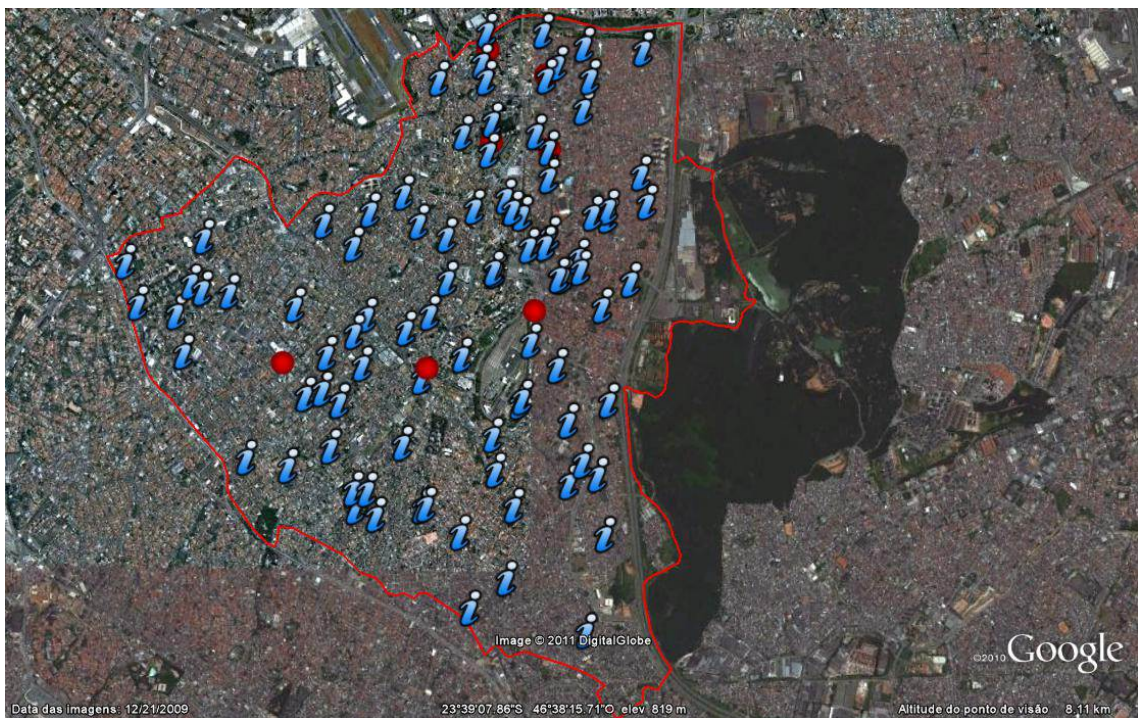 Image © 2011 DigitalGlobe
©2010 Google
Data das imagens: 12/21/2009 23°39'07.86"S 46°38'15.71"O elev 819 m Altitude do ponto de visão 8.11 km